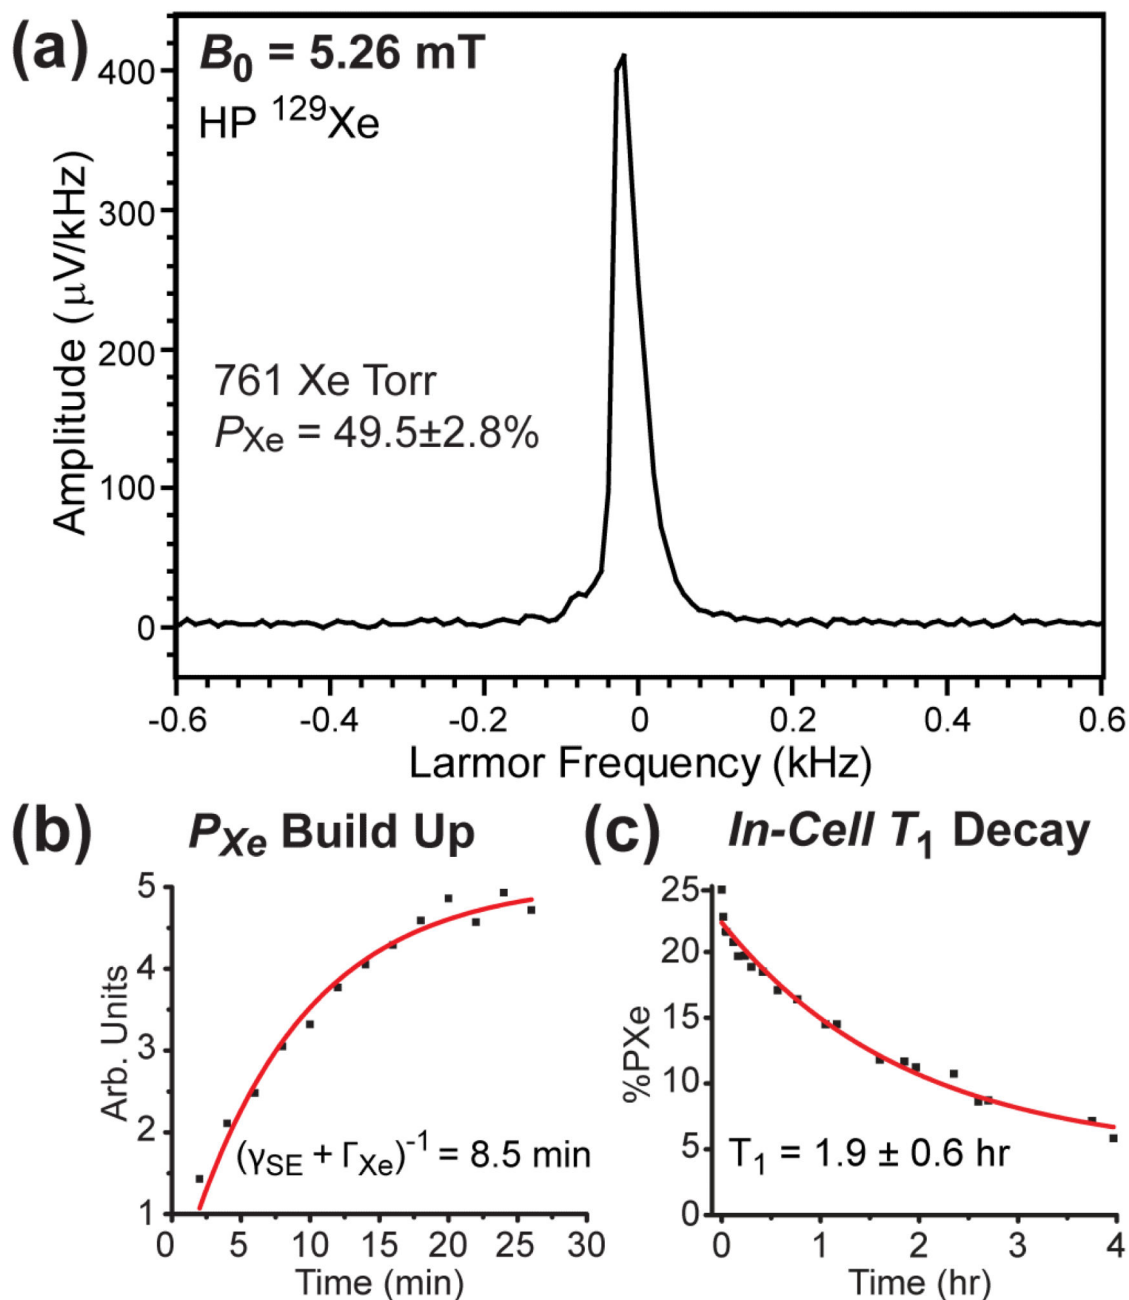 (a)
B₀ = 5.26 mT
HP ¹²⁹Xe
761 Xe Torr
P_Xe = 49.5±2.8%
Amplitude (μV/kHz)
400
300
200
100
0
-0.6 -0.4 -0.2 0 0.2 0.4 0.6
Larmor Frequency (kHz)
(b) P_Xe Build Up
Arb. Units
5
4
3
2
1
(γ_SE + Γ_Xe)⁻¹ = 8.5 min
0 5 10 15 20 25 30
Time (min)
(c) In-Cell T₁ Decay
%PXe
25
20
15
10
5
0
T₁ = 1.9 ± 0.6 hr
0 1 2 3 4
Time (hr)